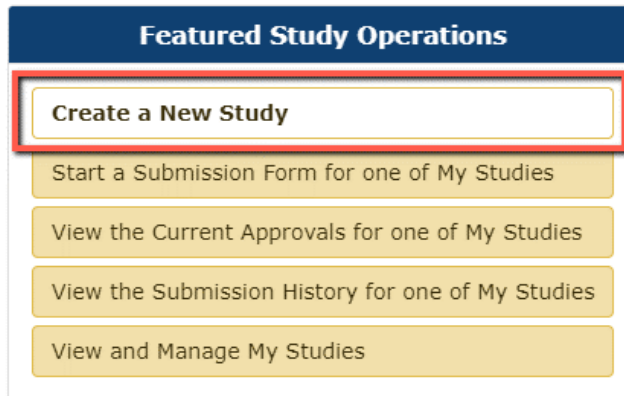 Featured Study Operations
Create a New Study
Start a Submission Form for one of My Studies
View the Current Approvals for one of My Studies
View the Submission History for one of My Studies
View and Manage My Studies